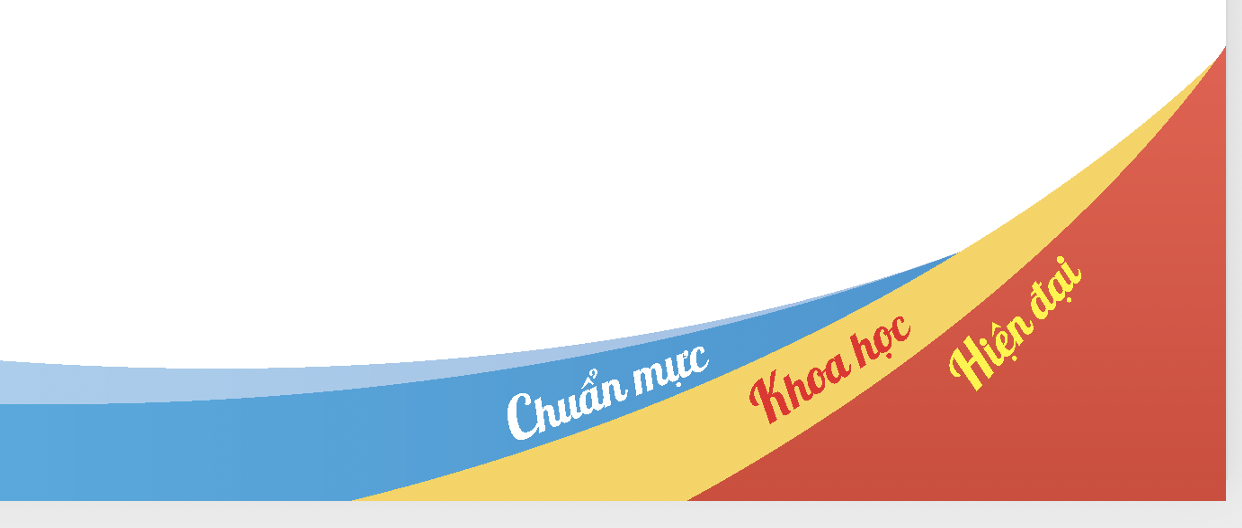 Chuẩn mực
Khoa học
Hiện đại